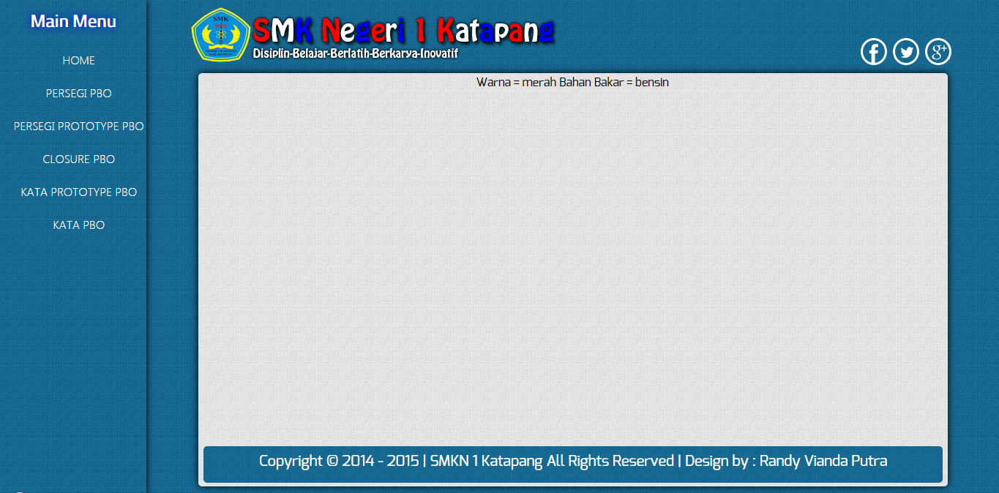 Main Menu
HOME
PERSEGI PBO
PERSEGI PROTOTYPE PBO
CLOSURE PBO
KATA PROTOTYPE PBO
KATA PBO
SMK
SMK Negeri 1 Katapang
Disiplin-Belajar-Berlatih-Berkarya-Inovatif
g+
Warna = merah Bahan Bakar = bensin
Copyright © 2014 - 2015 | SMKN 1 Katapang All Rights Reserved | Design by : Randy Vianda Putra